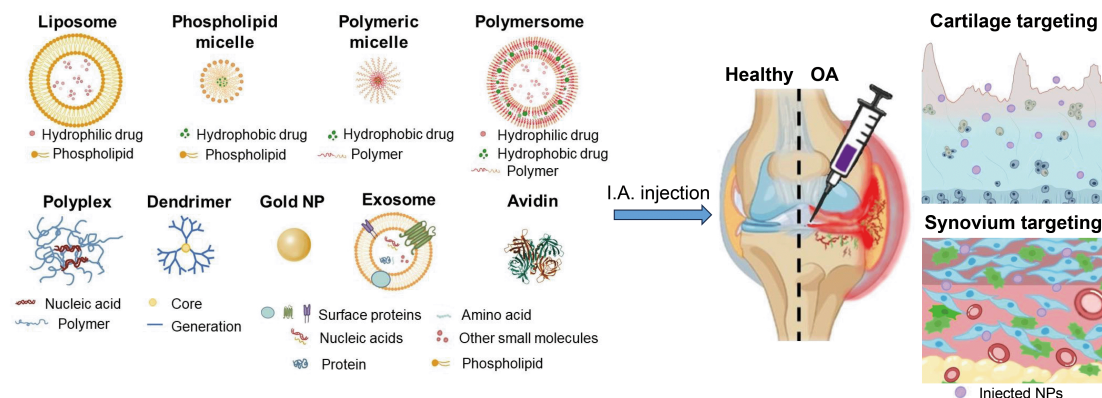 Liposome
Hydrophilic drug
Phospholipid
Phospholipid
micelle
Hydrophobic drug
Phospholipid
Polymeric
micelle
Hydrophobic drug
Polymer
Polymersome
Hydrophilic drug
Hydrophobic drug
Polymer
Polyplex
Nucleic acid
Polymer
Dendrimer
Core
Generation
Gold NP
Exosome
Avidin
Surface proteins
Nucleic acids
Protein
Amino acid
Other small molecules
Phospholipid
I.A. injection
Healthy
OA
Cartilage targeting
Synovium targeting
Injected NPs